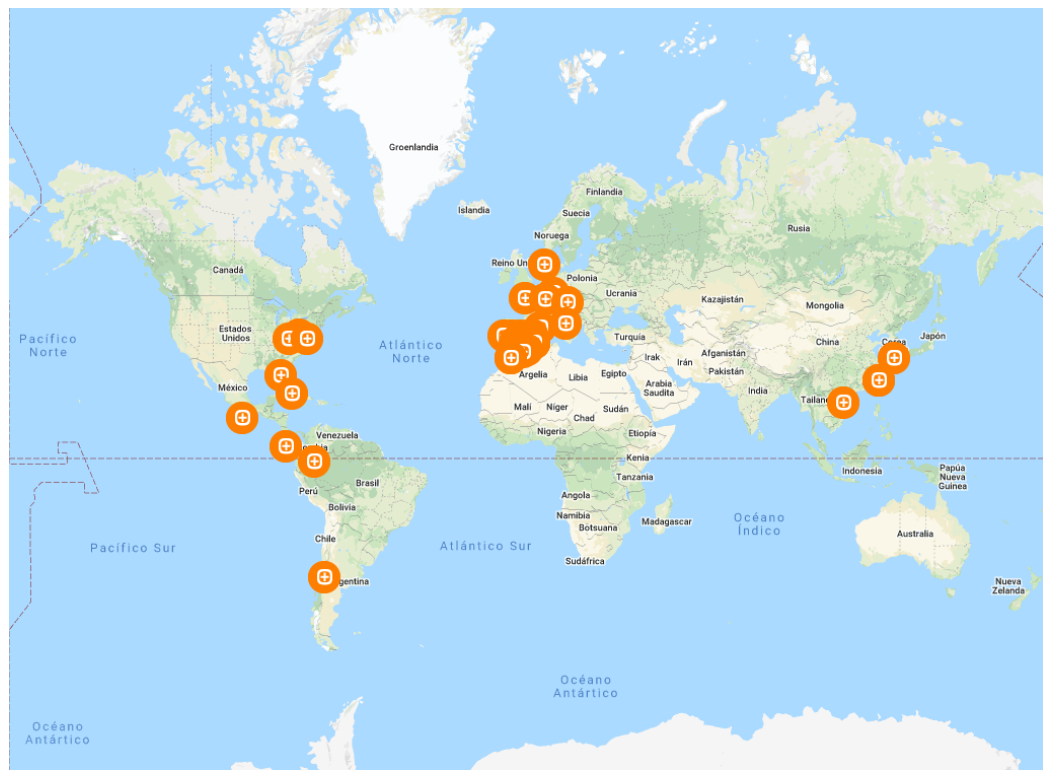 Groenlandia
Islandia
Finlandia
Suecia
Noruega
Rusia
Reino Un
Polonia
Canadá
Ucrania
Kazajistán
Mongolia
Pacífico
Norte
Estados
Unidos
Atlántico
Norte
Turquía
China
Corea
Japón
Irak
Irán
Afganistán
Pakistán
Argelia
Libia
Egipto
Arabia
Saudita
India
México
Tailan
Malí
Níger
Chad
Sudán
Venezuela
Nigeria
Etiopía
Kenia
Tanzania
Indonesia
Papúa
Nueva
Guinea
Perú
Brasil
Bolivia
Angola
Namibia
Botsuana
Madagascar
Océano
Índico
Pacífico Sur
Chile
Atlántico Sur
Sudáfrica
Australia
gentina
Nueva
Zelanda
Océano
Antártico
Océano
Antártico